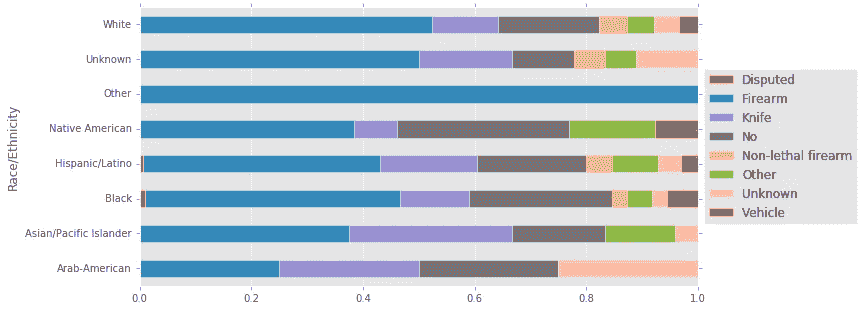 Race/Ethnicity
White
Unknown
Other
Native American
Hispanic/Latino
Black
Asian/Pacific Islander
Arab-American
0.0 0.2 0.4 0.6 0.8 1.0
Disputed
Firearm
Knife
No
Non-lethal firearm
Other
Unknown
Vehicle